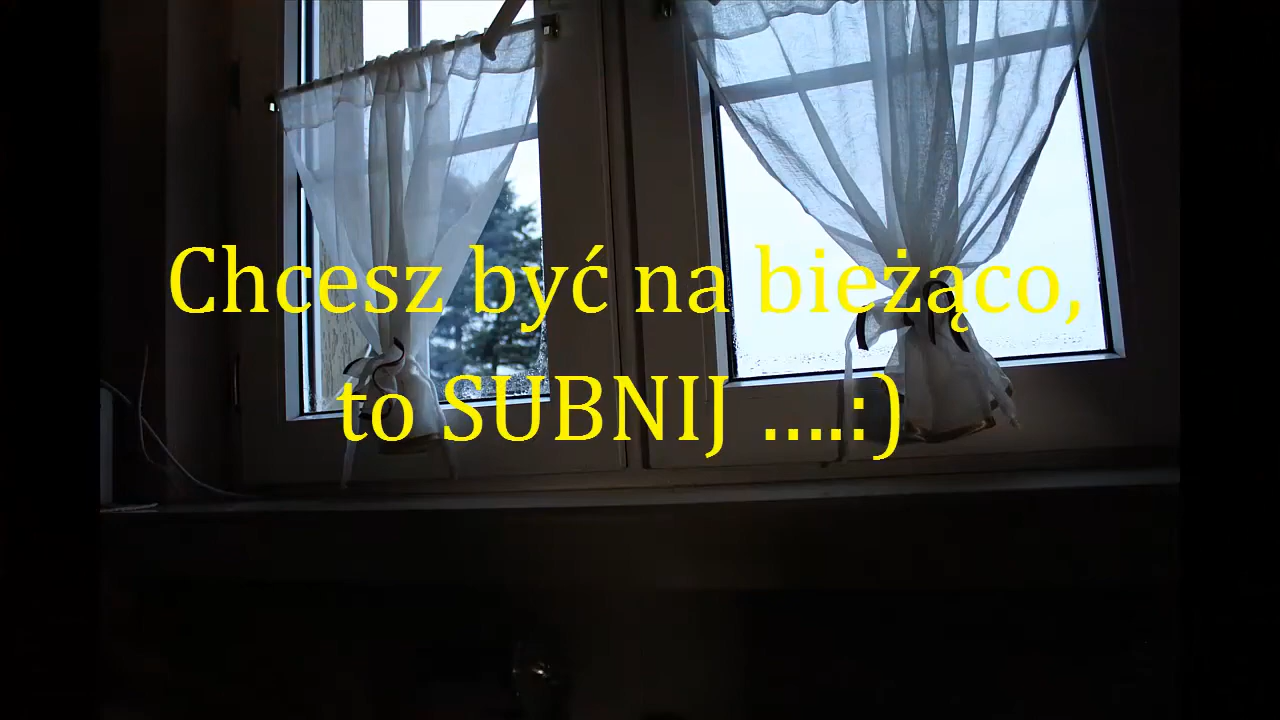 Chcesz być na bieżąco,
to SUBNIJ ....:)